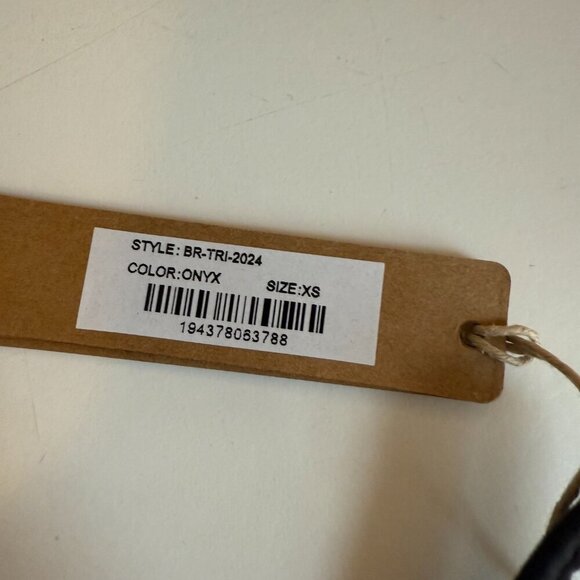 STYLE: BR-TRI-2024
COLOR:ONYX SIZE:XS
194378063788